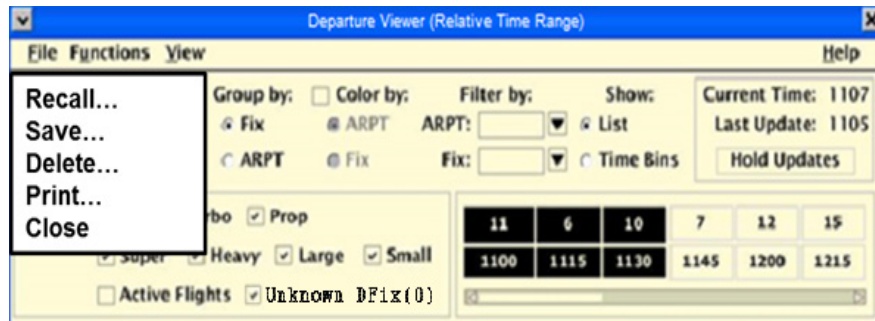 Departure Viewer (Relative Time Range)
File Functions View Help
Recall...
Save...
Delete...
Print...
Close
Group by: Color by: Filter by: Show: Current Time: 1107
Fix ARPT ARPT: List Last Update: 1105
ARPT Fix Fix: Time Bins Hold Updates
rbo Prop
Super Heavy Large Small
Active Flights Unknown DFix(0)
11 6 10 7 12 15
1100 1115 1130 1145 1200 1215